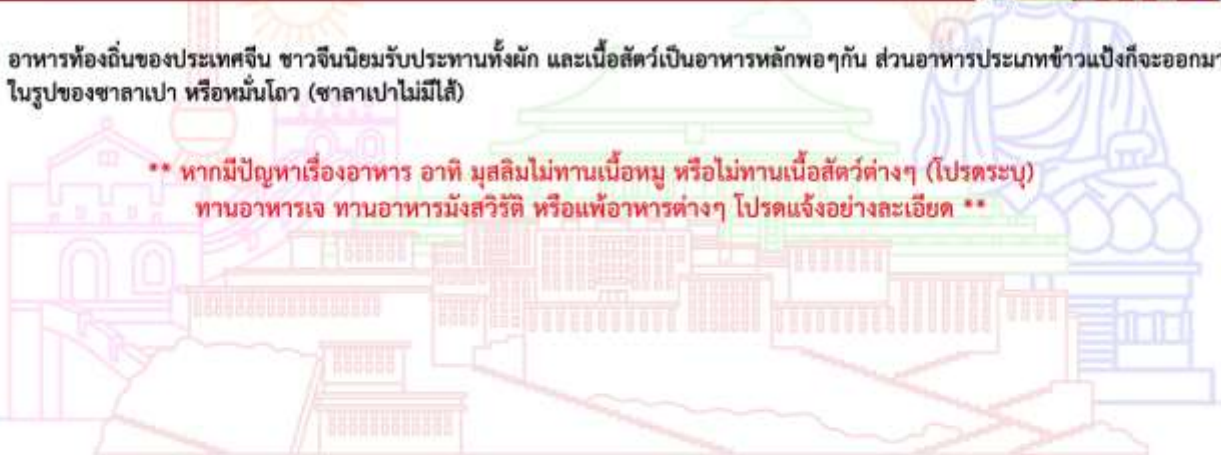 อาหารท้องถิ่นของประเทศจีน ชาวจีนนิยมรับประทานทั้งผัก และเนื้อสัตว์เป็นอาหารหลักพอๆกัน ส่วนอาหารประเภทข้าวแป้งก็จะออกมา
ในรูปของซาลาเปา หรือหมั่นโถว (ซาลาเปาไม่มีไส้)
** หากมีปัญหาเรื่องอาหาร อาทิ มุสลิมไม่ทานเนื้อหมู หรือไม่ทานเนื้อสัตว์ต่างๆ (โปรดระบุ)
ทานอาหารเจ ทานอาหารมังสวิรัติ หรือแพ้อาหารต่างๆ โปรดแจ้งอย่างละเอียด **